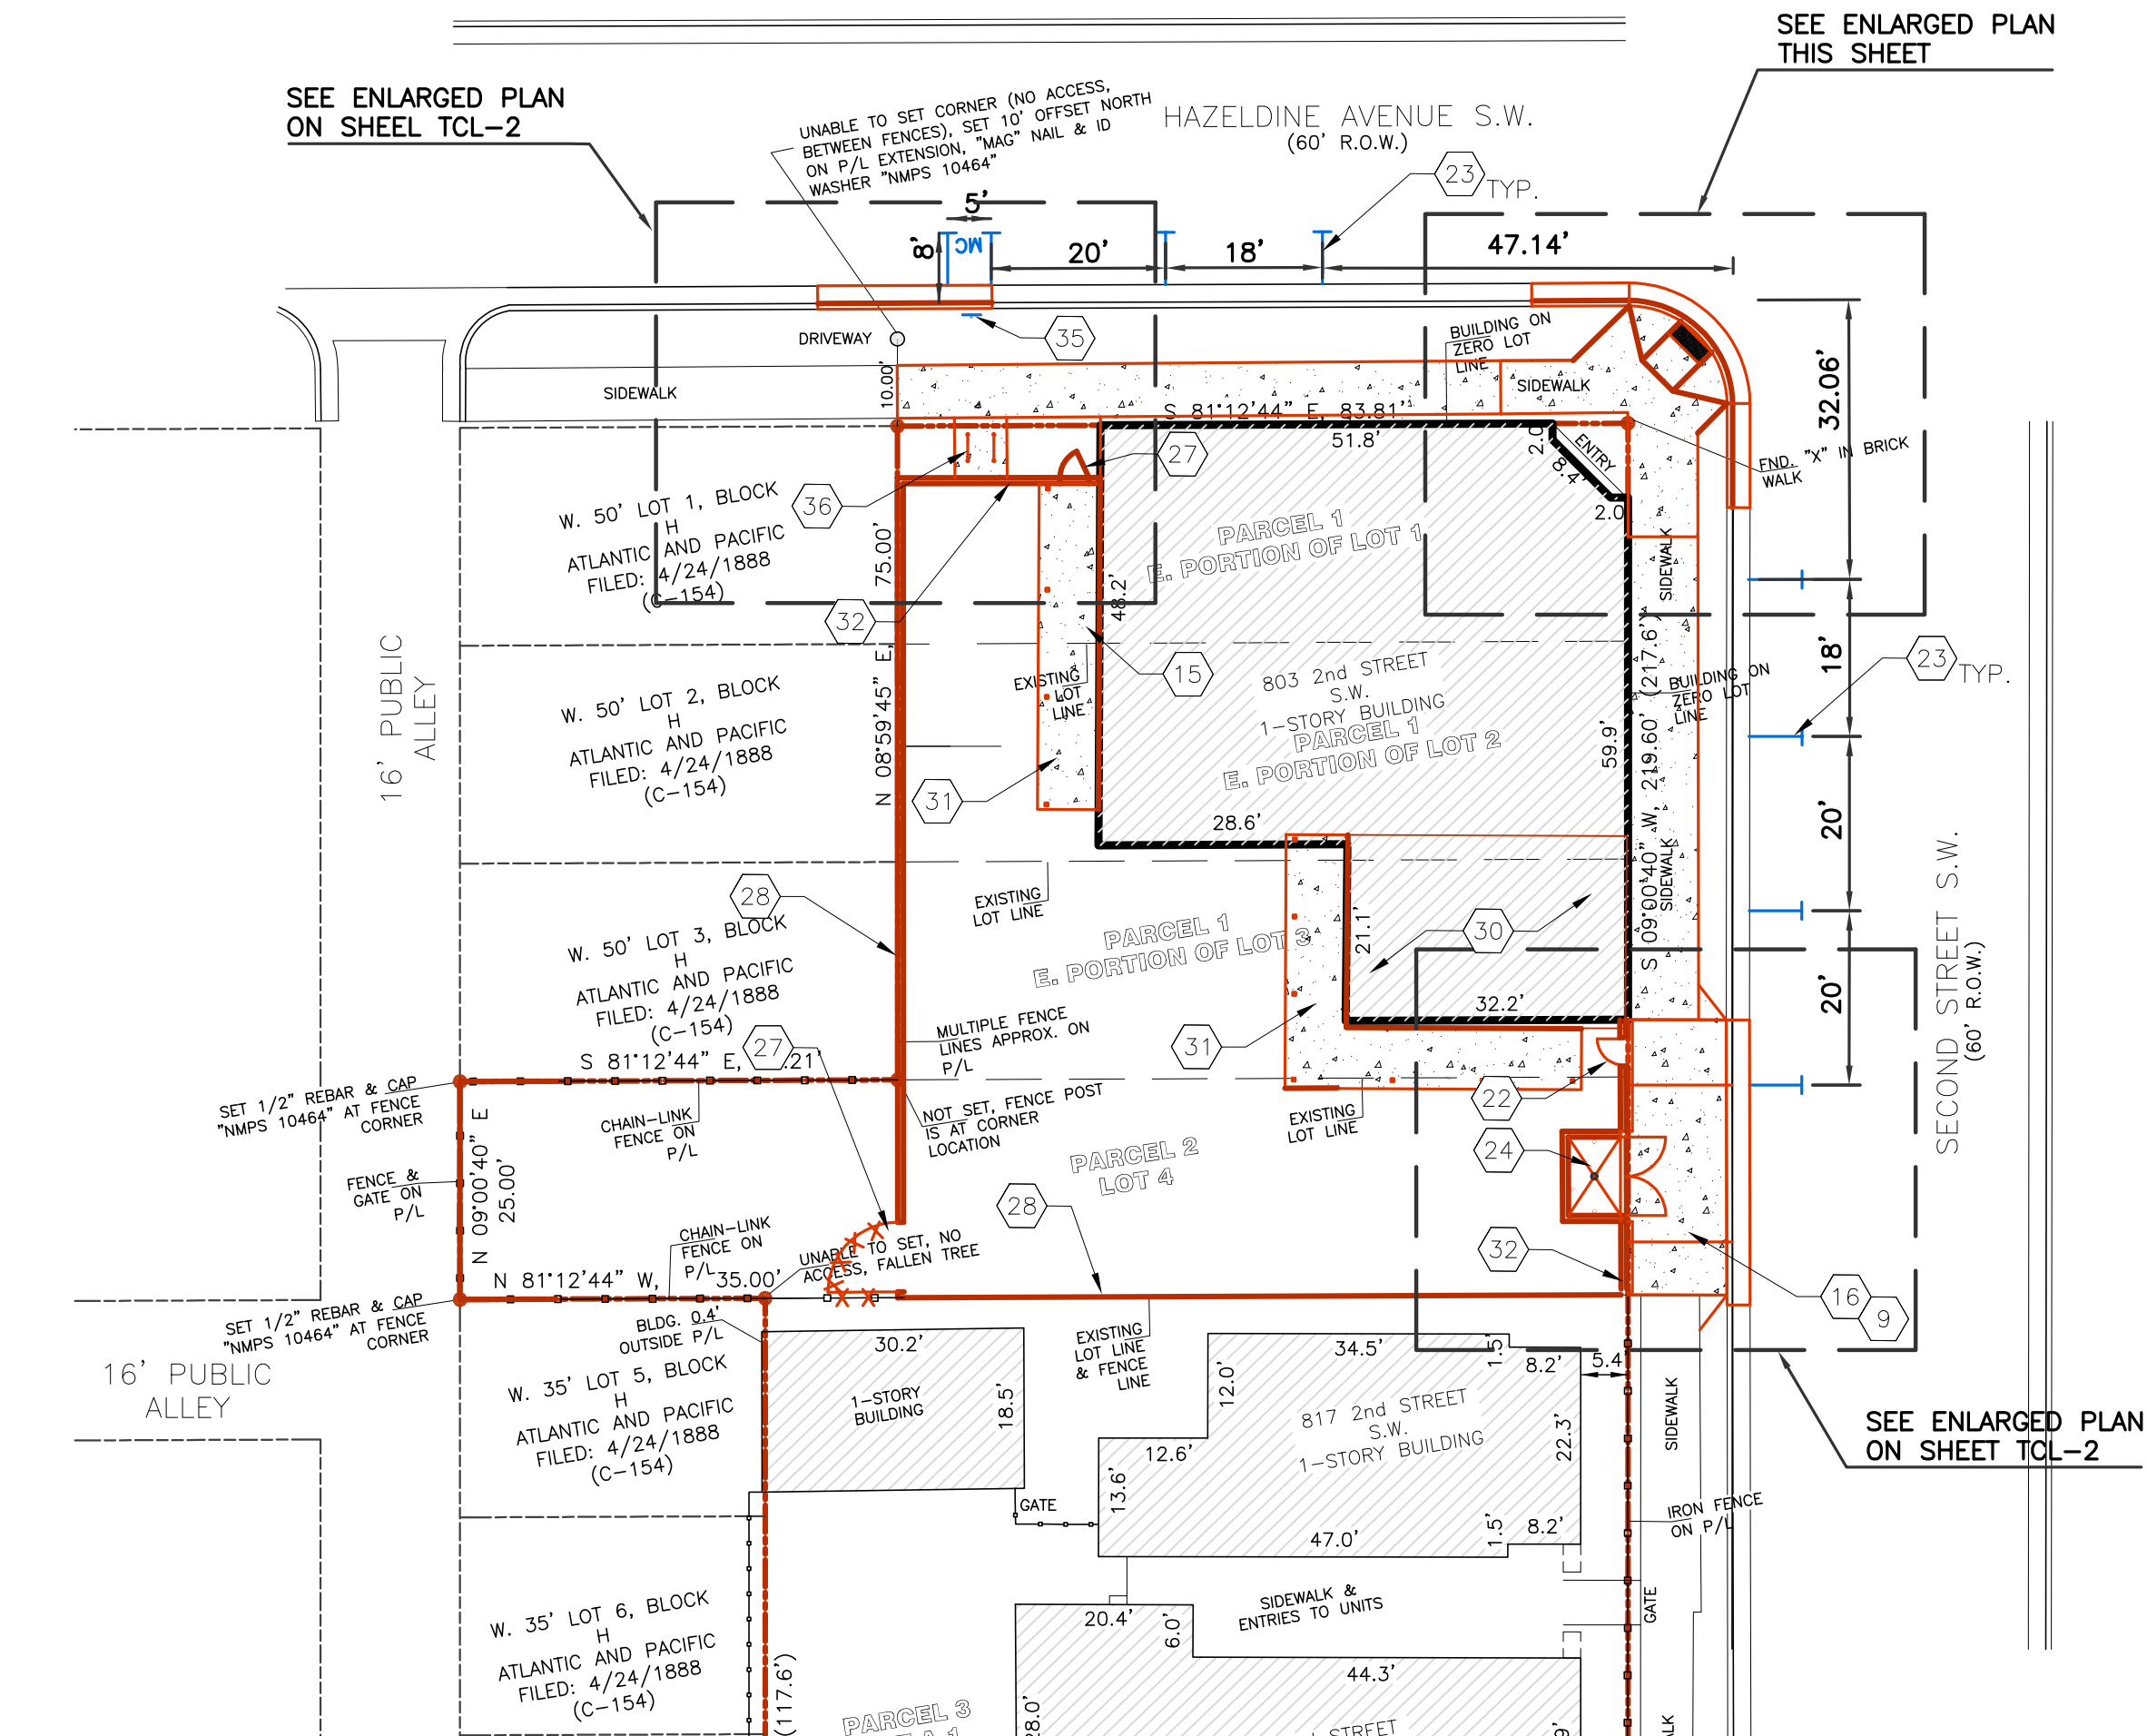 SEE ENLARGED PLAN
THIS SHEET
SEE ENLARGED PLAN
ON SHEEL TCL-2
UNABLE TO SET CORNER (NO ACCESS,
BETWEEN FENCES), SET 10' OFFSET NORTH
ON P/L EXTENSION, "MAG" NAIL & ID
WASHER "NMPS 10464"
HAZELDINE AVENUE S.W.
(60' R.O.W.)
23
TYP.
5'
8'
MC
20'
18'
47.14'
35
DRIVEWAY
10.00'
SIDEWALK
BUILDING ON
ZERO LOT
LINE
SIDEWALK
32.06'
S 81°12'44" E, 83.81'
51.8'
2.0
ENTRY
8.4'
2.0
FND. "X" IN BRICK
WALK
27
36
W. 50' LOT 1, BLOCK
H
ATLANTIC AND PACIFIC
FILED: 4/24/1888
(C-154)
75.00'
N 08°59'45" E,
PARCEL 1
E. PORTION OF LOT 1
48.2'
32
SIDEWALK
16' PUBLIC
ALLEY
W. 50' LOT 2, BLOCK
H
ATLANTIC AND PACIFIC
FILED: 4/24/1888
(C-154)
EXISTING
LOT
LINE
15
803 2nd STREET
S.W.
1-STORY BUILDING
PARCEL 1
E. PORTION OF LOT 2
59.9'
S 09°00'40" W, 219.60' (217.6')
BUILDING ON
ZERO LOT
LINE
18'
23
TYP.
31
28.6'
20'
SIDEWALK
28
EXISTING
LOT LINE
W. 50' LOT 3, BLOCK
H
ATLANTIC AND PACIFIC
FILED: 4/24/1888
(C-154)
PARCEL 1
E. PORTION OF LOT 3
21.1'
30
32.2'
20'
SECOND STREET S.W.
(60' R.O.W.)
MULTIPLE FENCE
LINES APPROX. ON
P/L
31
27
S 81°12'44" E, .21'
SET 1/2" REBAR & CAP
"NMPS 10464" AT FENCE
CORNER
CHAIN-LINK
FENCE ON
P/L
NOT SET, FENCE POST
IS AT CORNER
LOCATION
EXISTING
LOT LINE
22
24
N 09°00'40" E
25.00'
FENCE &
GATE ON
P/L
PARCEL 2
LOT 4
28
32
CHAIN-LINK
FENCE ON
P/L
UNABLE TO SET, NO
ACCESS, FALLEN TREE
N 81°12'44" W, 35.00'
16
9
SET 1/2" REBAR & CAP
"NMPS 10464" AT FENCE
CORNER
BLDG. 0.4'
OUTSIDE P/L
EXISTING
LOT LINE
& FENCE
LINE
30.2'
34.5'
1.5'
8.2'
5.4'
16' PUBLIC
ALLEY
W. 35' LOT 5, BLOCK
H
ATLANTIC AND PACIFIC
FILED: 4/24/1888
(C-154)
1-STORY
BUILDING
18.5'
12.0'
817 2nd STREET
S.W.
1-STORY BUILDING
22.3'
SIDEWALK
SEE ENLARGED PLAN
ON SHEET TCL-2
12.6'
13.6'
GATE
47.0'
1.5'
8.2'
IRON FENCE
ON P/L
SIDEWALK &
ENTRIES TO UNITS
GATE
W. 35' LOT 6, BLOCK
H
ATLANTIC AND PACIFIC
FILED: 4/24/1888
(C-154)
20.4'
6.0'
44.3'
(117.6')
PARCEL 3
STREET